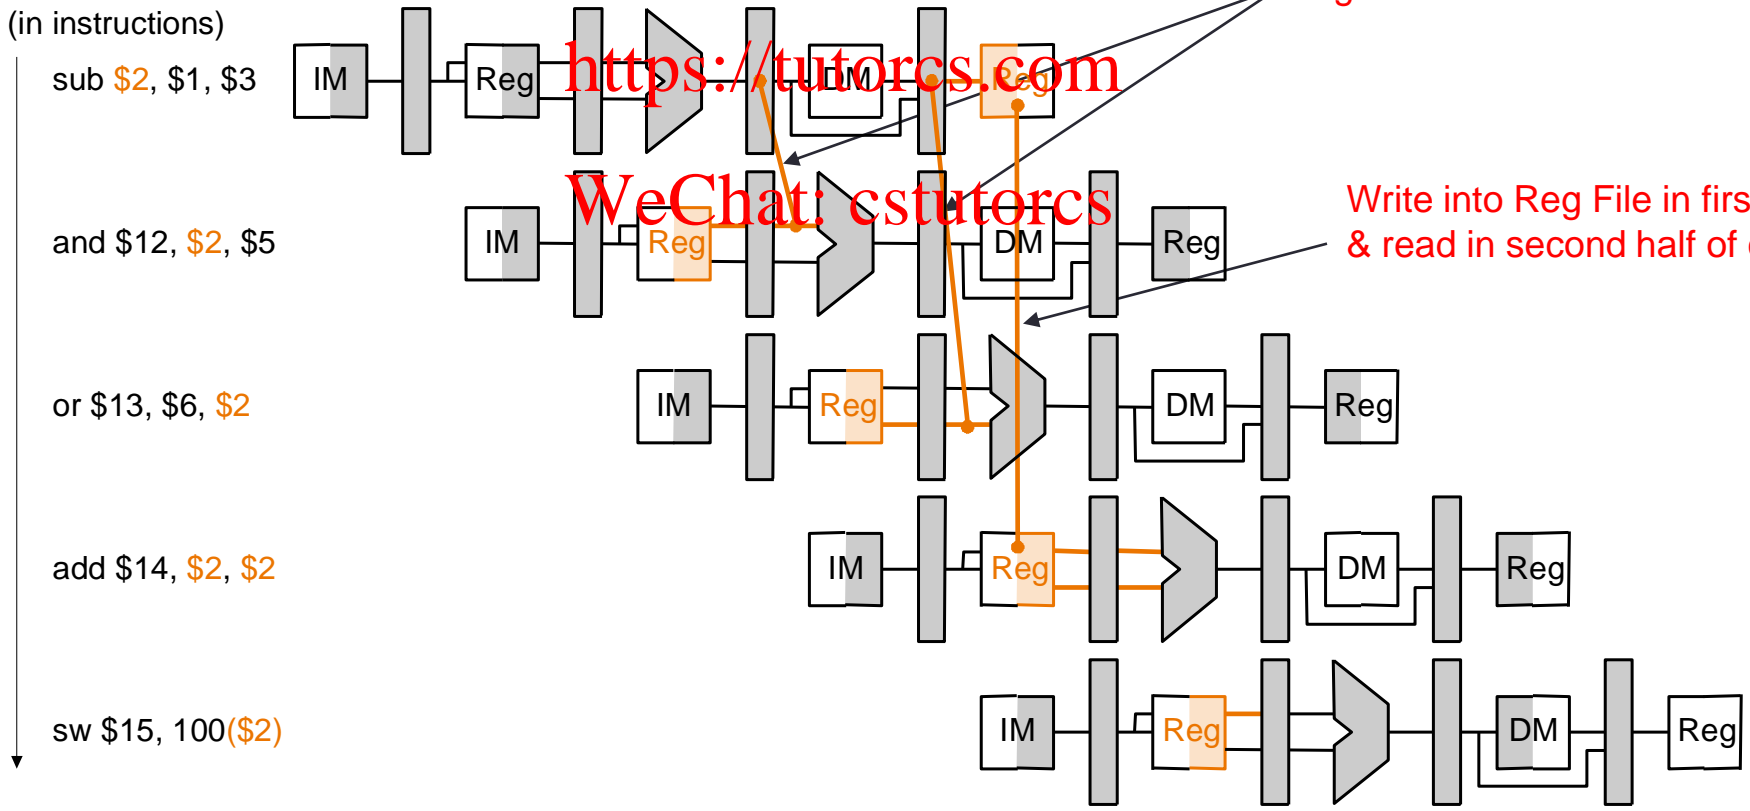 (in instructions)
sub $2, $1, $3
IM Reg DM Reg
https://tutorcs.com
WeChat: cstutorcs
Write into Reg File in firs
& read in second half of
and $12, $2, $5
IM Reg DM Reg
or $13, $6, $2
IM Reg DM Reg
add $14, $2, $2
IM Reg DM Reg
sw $15, 100($2)
IM Reg DM Reg